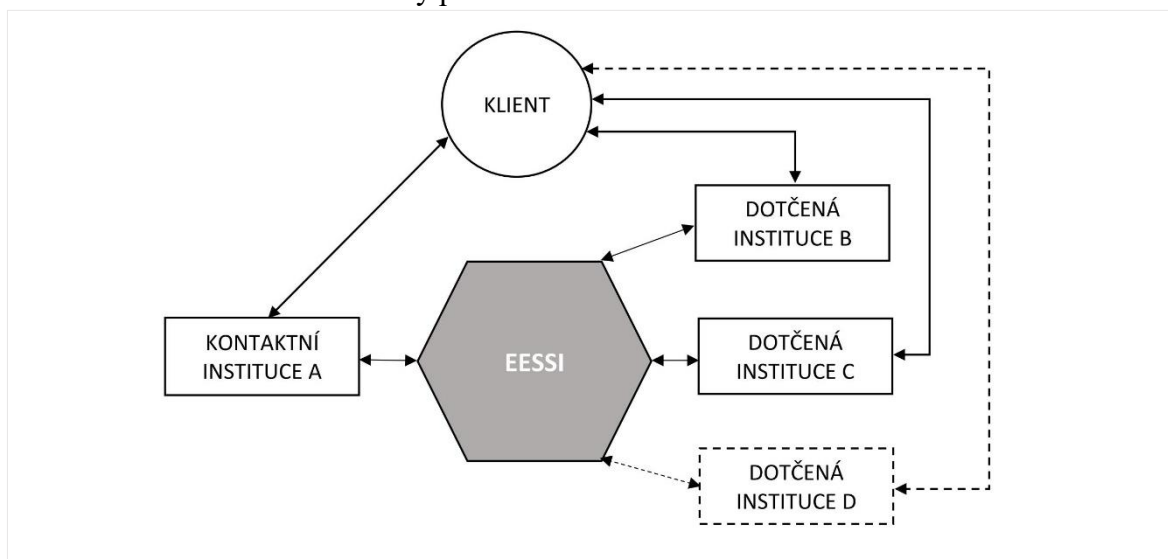 KLIENT
DOTČENÁ
INSTITUCE B
KONTAKTNÍ
INSTITUCE A
EESSI
DOTČENÁ
INSTITUCE C
DOTČENÁ
INSTITUCE D